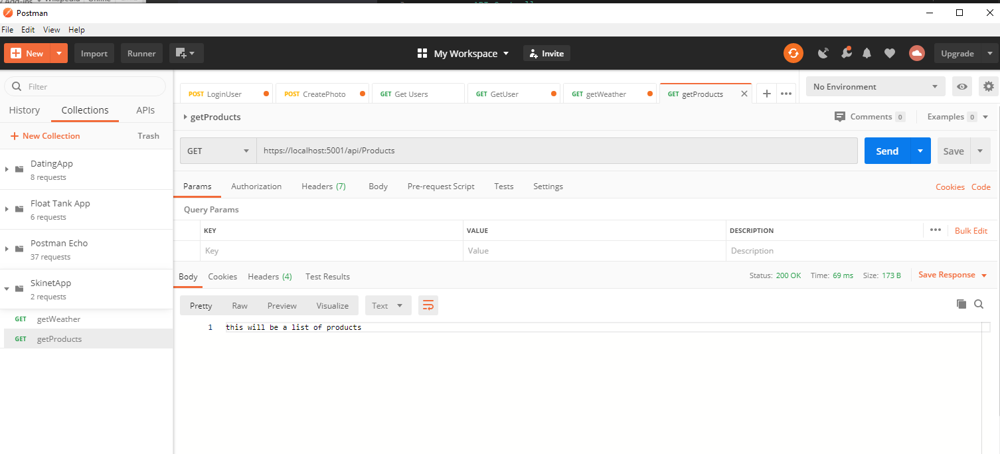 Postman
File Edit View Help
New Import Runner My Workspace Invite Upgrade
Filter
History Collections APIs
New Collection Trash
DatingApp
8 requests
Float Tank App
6 requests
Postman Echo
37 requests
SkinetApp
2 requests
GET getWeather
GET getProducts
POST LoginUser POST CreatePhoto GET Get Users GET GetUser GET getWeather GET getProducts No Environment
getProducts Comments 0 Examples 0
GET https://localhost:5001/api/Products Send Save
Params Authorization Headers (7) Body Pre-request Script Tests Settings Cookies Code
Query Params
KEY VALUE DESCRIPTION Bulk Edit
Key Value Description
Body Cookies Headers (4) Test Results Status: 200 OK Time: 69 ms Size: 173 B Save Response
Pretty Raw Preview Visualize Text
1 this will be a list of products